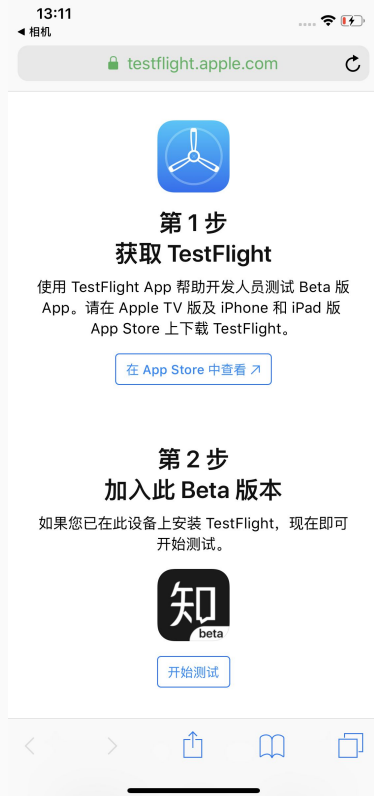 13:11
◀ 相机
testflight.apple.com
第 1 步
获取 TestFlight
使用 TestFlight App 帮助开发人员测试 Beta 版
App。请在 Apple TV 版及 iPhone 和 iPad 版
App Store 上下载 TestFlight。
在 App Store 中查看 ↗
第 2 步
加入此 Beta 版本
如果您已在此设备上安装 TestFlight，现在即可
开始测试。
知
beta
开始测试